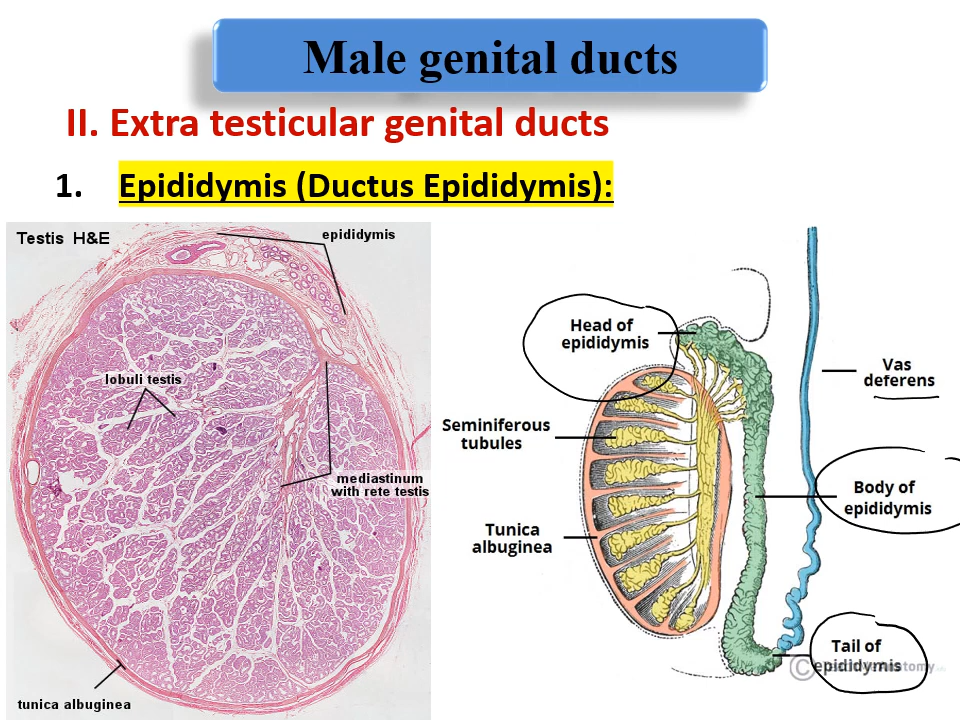 Male genital ducts
II. Extra testicular genital ducts
1. Epididymis (Ductus Epididymis):
Testis H&E
epididymis
lobuli testis
mediastinum
with rete testis
tunica albuginea
Head of
epididymis
Seminiferous
tubules
Tunica
albuginea
Vas
deferens
Body of
epididymis
Tail of
epididymis